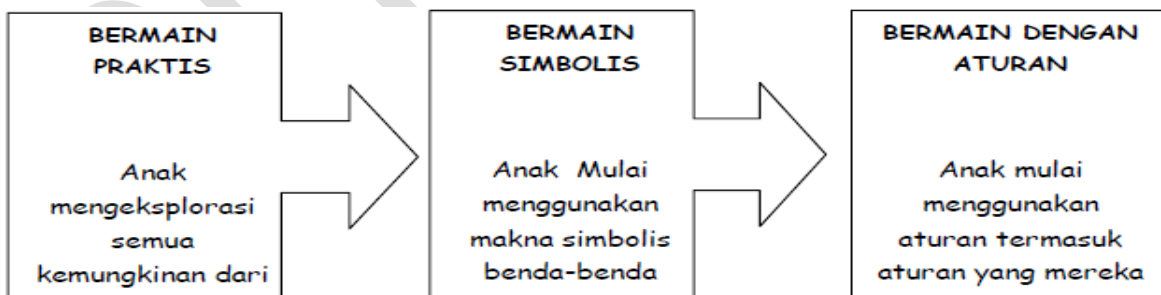 BERMAIN
PRAKTIS
Anak
mengeksplorasi
semua
kemungkinan dari
BERMAIN
SIMBOLIS
Anak Mulai
menggunakan
makna simbolis
benda-benda
BERMAIN DENGAN
ATURAN
Anak mulai
menggunakan
aturan termasuk
aturan yang mereka